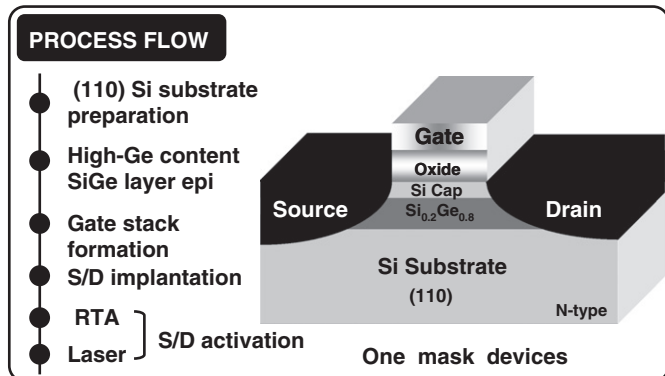 PROCESS FLOW
(110) Si substrate
preparation
High-Ge content
SiGe layer epi
Gate stack
formation
S/D implantation
RTA
Laser
S/D activation
Gate
Oxide
Si Cap
Si0.2Ge0.8
Source
Drain
Si Substrate
(110)
N-type
One mask devices